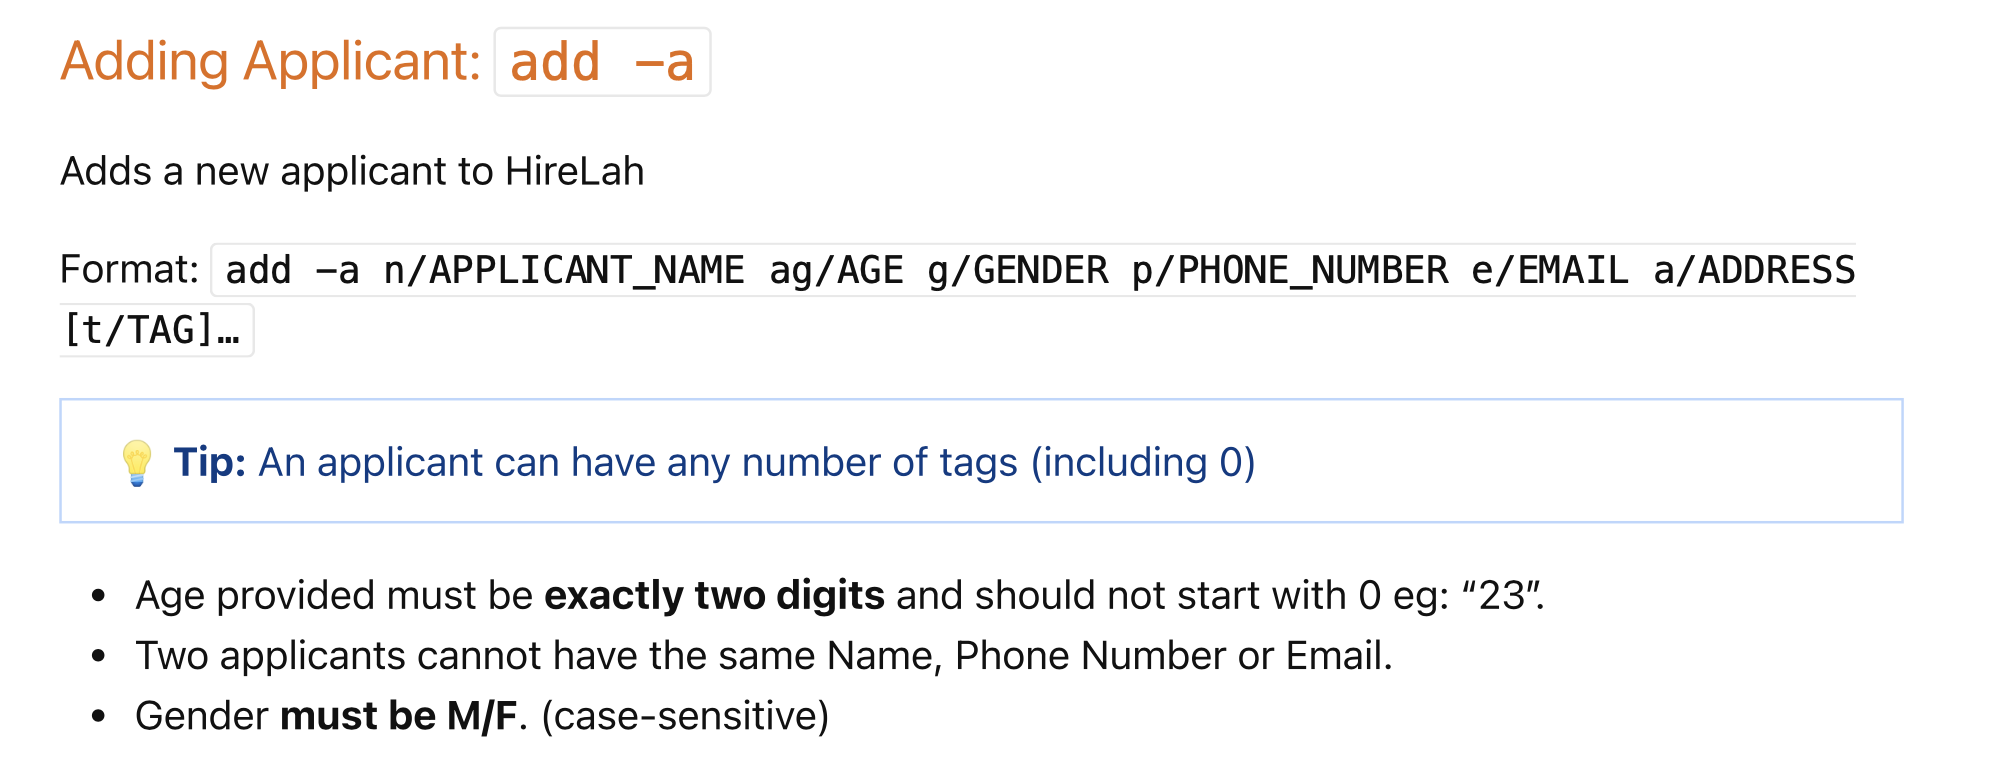 Adding Applicant: add -a
Adds a new applicant to HireLah
Format: add -a n/APPLICANT_NAME ag/AGE g/GENDER p/PHONE_NUMBER e/EMAIL a/ADDRESS
[t/TAG]…
💡 Tip: An applicant can have any number of tags (including 0)
• Age provided must be exactly two digits and should not start with 0 eg: “23”.
• Two applicants cannot have the same Name, Phone Number or Email.
• Gender must be M/F. (case-sensitive)